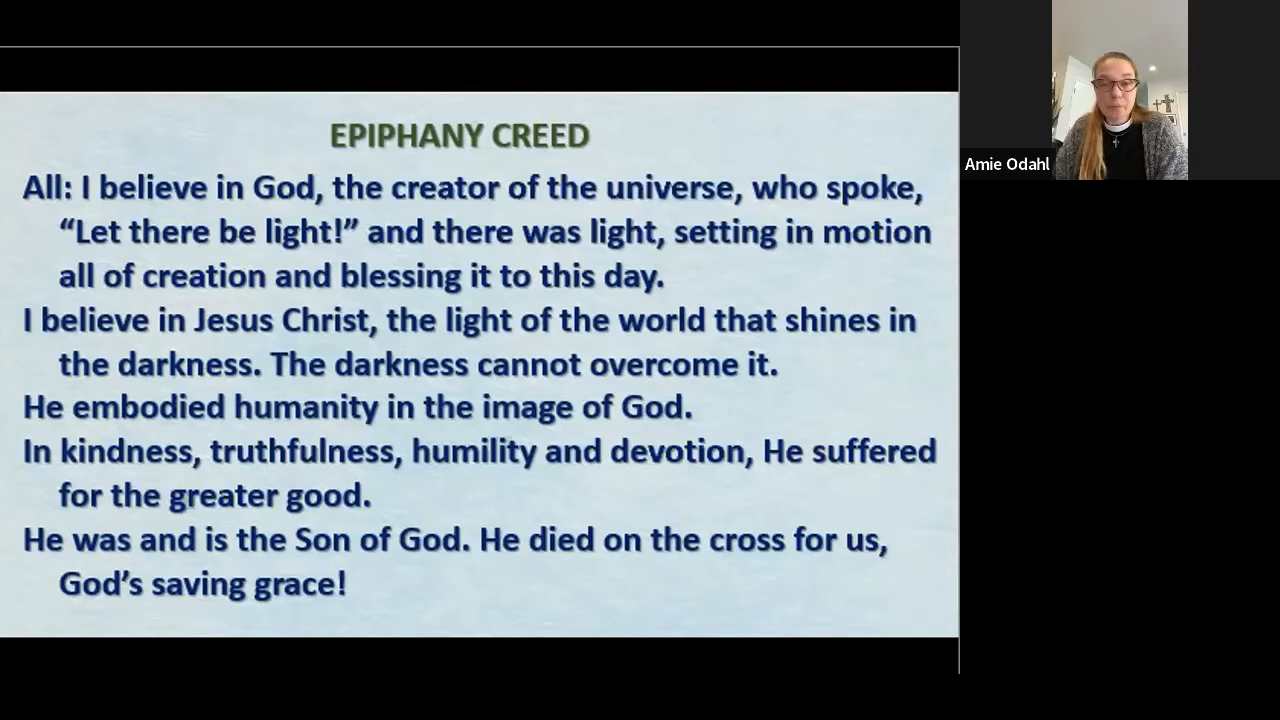 EPIPHANY CREED
All: I believe in God, the creator of the universe, who spoke,
“Let there be light!” and there was light, setting in motion
all of creation and blessing it to this day.
I believe in Jesus Christ, the light of the world that shines in
the darkness. The darkness cannot overcome it.
He embodied humanity in the image of God.
In kindness, truthfulness, humility and devotion, He suffered
for the greater good.
He was and is the Son of God. He died on the cross for us,
God’s saving grace!
Amie Odahl